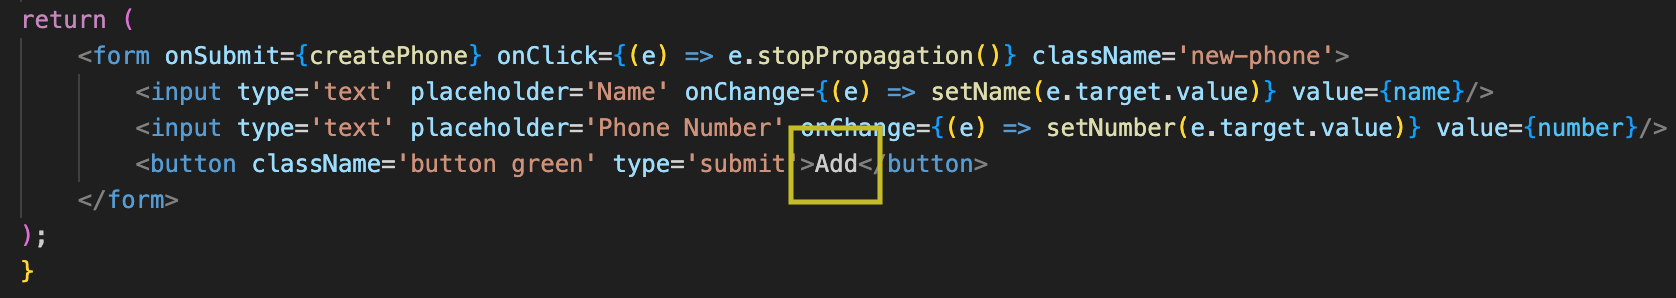 return (
<form onSubmit={createPhone} onClick={(e) => e.stopPropagation()} className='new-phone'>
<input type='text' placeholder='Name' onChange={(e) => setName(e.target.value)} value={name}/>
<input type='text' placeholder='Phone Number' onChange={(e) => setNumber(e.target.value)} value={number}/>
<button className='button green' type='submit'>Add</button>
</form>
);
}